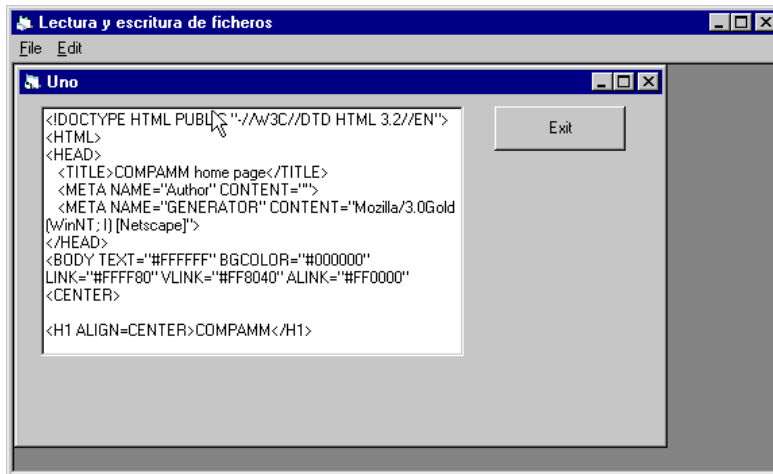 Lectura y escritura de ficheros
File Edit
Uno
<!DOCTYPE HTML PUBLIC "-//W3C//DTD HTML 3.2//EN">
<HTML>
<HEAD>
<TITLE>COMPAMM home page</TITLE>
<META NAME="Author" CONTENT="">
<META NAME="GENERATOR" CONTENT="Mozilla/3.0Gold
(WinNT; I) [Netscape]">
</HEAD>
<BODY TEXT="#FFFFFF" BGCOLOR="#000000"
LINK="#FFFF80" VLINK="#FF8040" ALINK="#FF0000"
<CENTER>
<H1 ALIGN=CENTER>COMPAMM</H1>
Exit